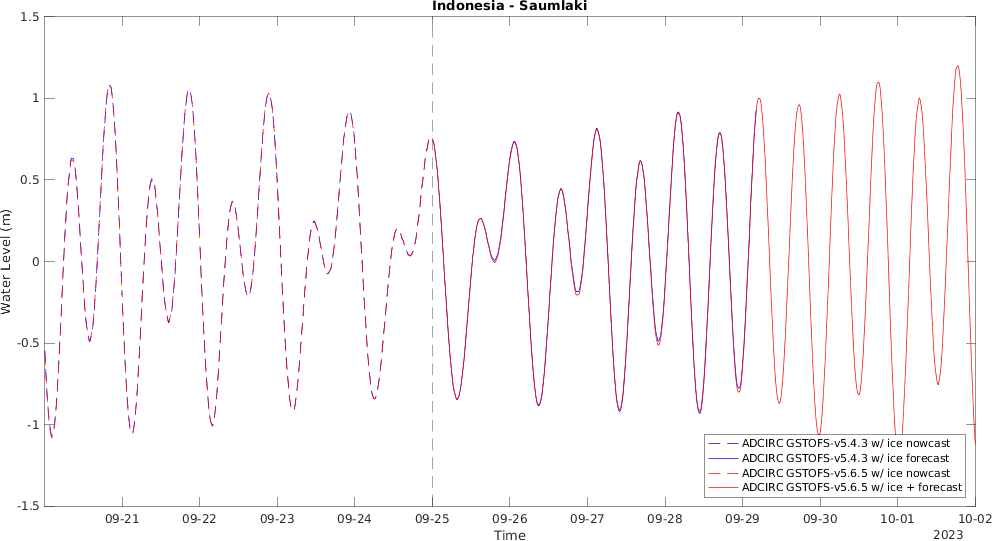 Indonesia - Saumlaki
Water Level (m)
1.5
1
0.5
0
-0.5
-1
-1.5
ADCIRC GSTOFS-v5.4.3 w/ ice nowcast
ADCIRC GSTOFS-v5.4.3 w/ ice forecast
ADCIRC GSTOFS-v5.6.5 w/ ice nowcast
ADCIRC GSTOFS-v5.6.5 w/ ice + forecast
09-21 09-22 09-23 09-24 09-25 09-26 09-27 09-28 09-29 09-30 10-01 10-02
Time
2023